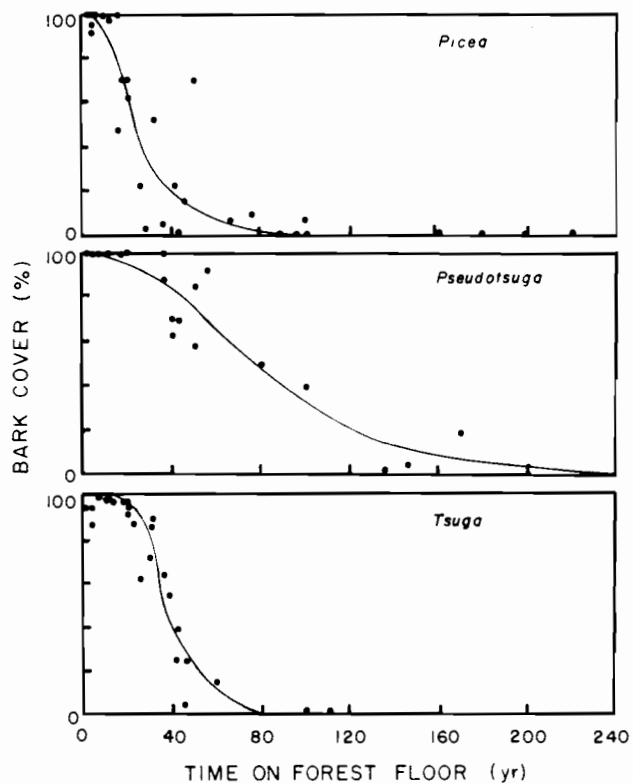 100
Picea
0
100
Pseudotsuga
0
100
Tsuga
0
BARK COVER (%)
0 40 80 120 160 200 240
TIME ON FOREST FLOOR (yr)